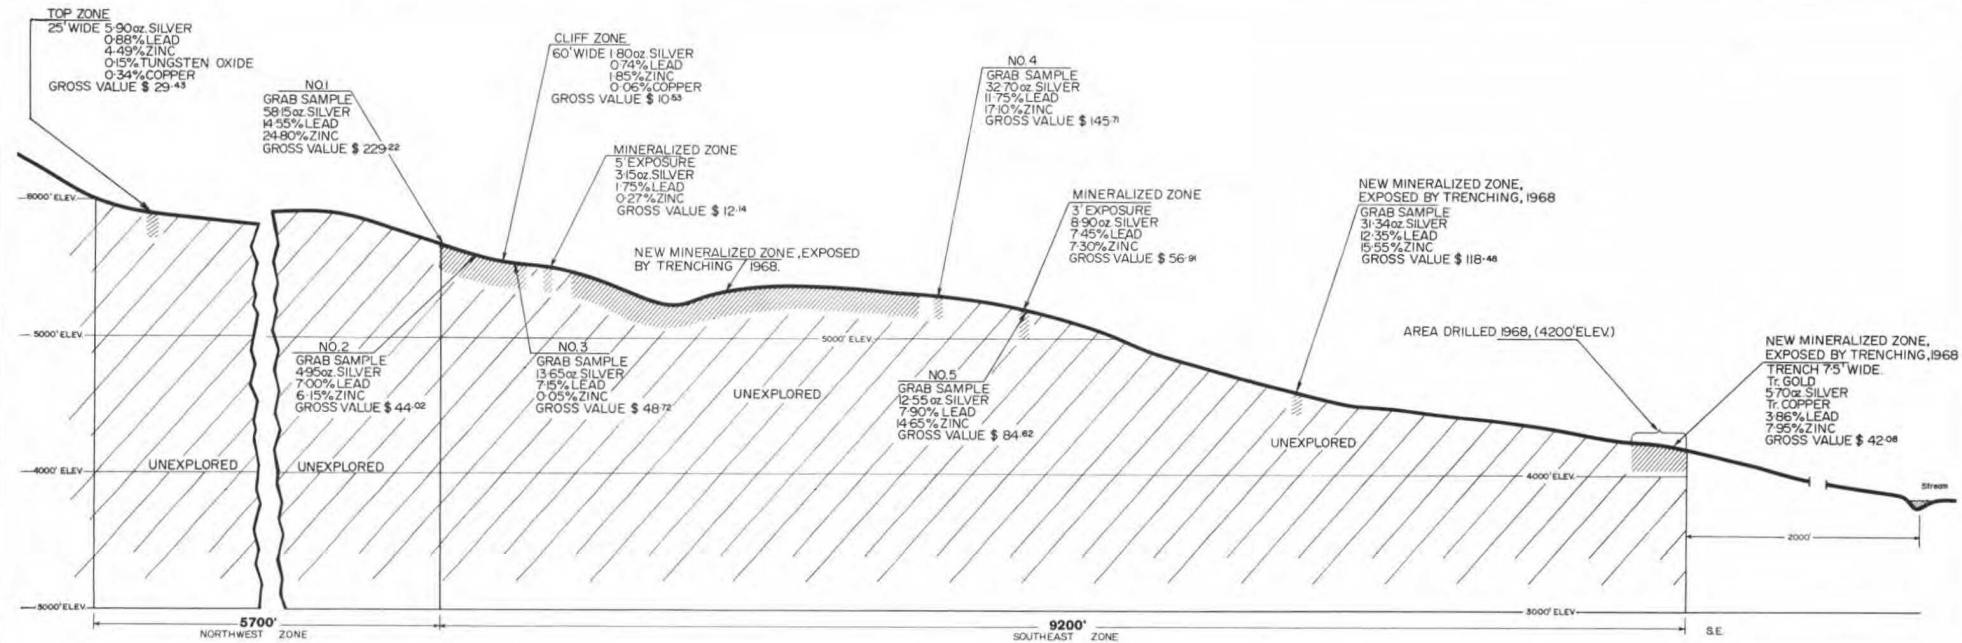 TOP ZONE
25' WIDE 5·90oz. SILVER
0·88% LEAD
4·49% ZINC
0·15% TUNGSTEN OXIDE
0·34% COPPER
GROSS VALUE $ 29·43
NO.1
GRAB SAMPLE
58·15oz. SILVER
14·55% LEAD
24·80% ZINC
GROSS VALUE $ 229·22
CLIFF ZONE
60' WIDE 1·80oz. SILVER
0·74% LEAD
1·85% ZINC
0·06% COPPER
GROSS VALUE $ 10·53
MINERALIZED ZONE
5' EXPOSURE
3·15oz. SILVER
1·75% LEAD
0·27% ZINC
GROSS VALUE $ 12·14
NO. 4
GRAB SAMPLE
32·70oz. SILVER
11·75% LEAD
17·10% ZINC
GROSS VALUE $ 145·71
MINERALIZED ZONE
3' EXPOSURE
8·90oz. SILVER
7·45% LEAD
7·30% ZINC
GROSS VALUE $ 56·91
NEW MINERALIZED ZONE,
EXPOSED BY TRENCHING, 1968
GRAB SAMPLE
31·34oz. SILVER
12·35% LEAD
15·55% ZINC
GROSS VALUE $ 118·48
NEW MINERALIZED ZONE, EXPOSED
BY TRENCHING 1968.
AREA DRILLED 1968, (4200' ELEV.)
NEW MINERALIZED ZONE,
EXPOSED BY TRENCHING, 1968
TRENCH 7·5' WIDE.
Tr. GOLD
5·70oz. SILVER
Tr. COPPER
3·86% LEAD
7·95% ZINC
GROSS VALUE $ 42·08
NO. 2
GRAB SAMPLE
4·95oz. SILVER
7·00% LEAD
6·15% ZINC
GROSS VALUE $ 44·02
NO. 3
GRAB SAMPLE
13·65oz. SILVER
7·15% LEAD
0·05% ZINC
GROSS VALUE $ 48·72
NO. 5
GRAB SAMPLE
12·55 oz. SILVER
7·90% LEAD
14·65% ZINC
GROSS VALUE $ 84·62
6000' ELEV.
5000' ELEV.
5000' ELEV.
4000' ELEV
4000' ELEV.
3000' ELEV.
3000' ELEV
UNEXPLORED
UNEXPLORED
UNEXPLORED
UNEXPLORED
Stream
2000'
5700'
NORTHWEST ZONE
9200'
SOUTHEAST ZONE
S.E.